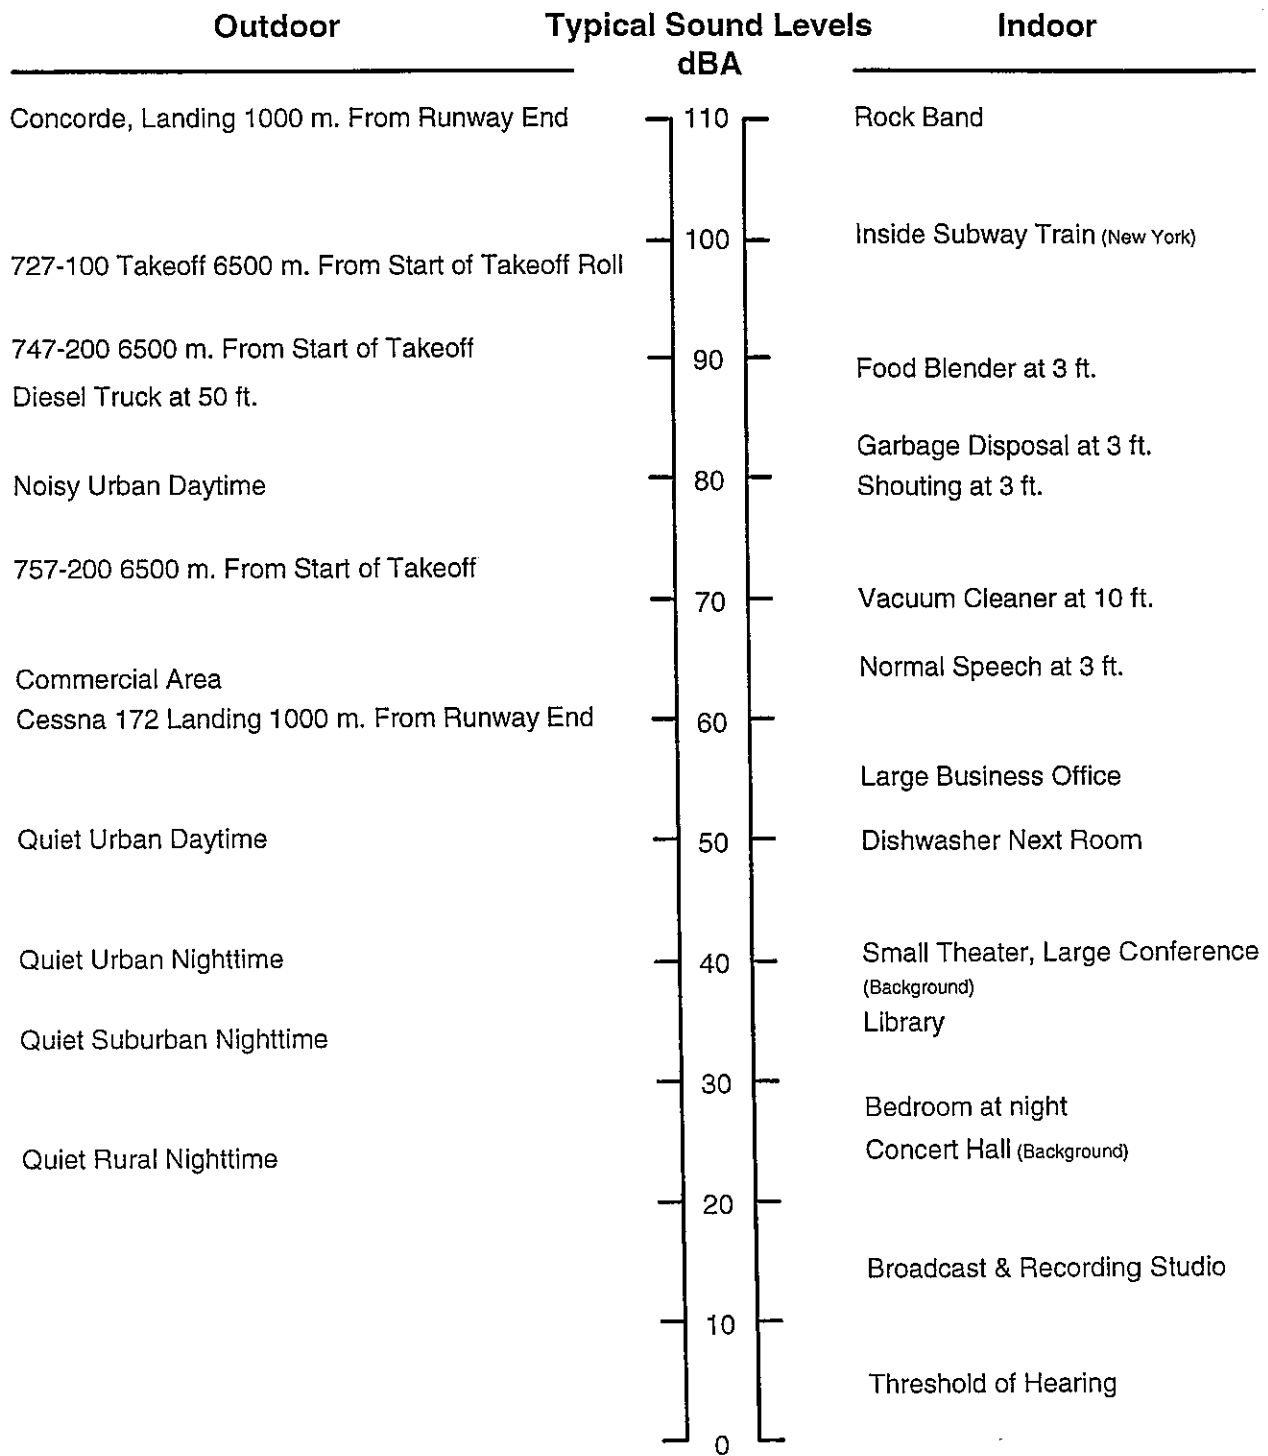 Outdoor
Typical Sound Levels
dBA
Indoor
Concorde, Landing 1000 m. From Runway End
110
Rock Band
100
Inside Subway Train (New York)
727-100 Takeoff 6500 m. From Start of Takeoff Roll
747-200 6500 m. From Start of Takeoff
90
Food Blender at 3 ft.
Diesel Truck at 50 ft.
Garbage Disposal at 3 ft.
Noisy Urban Daytime
80
Shouting at 3 ft.
757-200 6500 m. From Start of Takeoff
70
Vacuum Cleaner at 10 ft.
Normal Speech at 3 ft.
Commercial Area
Cessna 172 Landing 1000 m. From Runway End
60
Large Business Office
Quiet Urban Daytime
50
Dishwasher Next Room
Quiet Urban Nighttime
40
Small Theater, Large Conference
(Background)
Library
Quiet Suburban Nighttime
30
Bedroom at night
Concert Hall (Background)
Quiet Rural Nighttime
20
Broadcast & Recording Studio
10
Threshold of Hearing
0